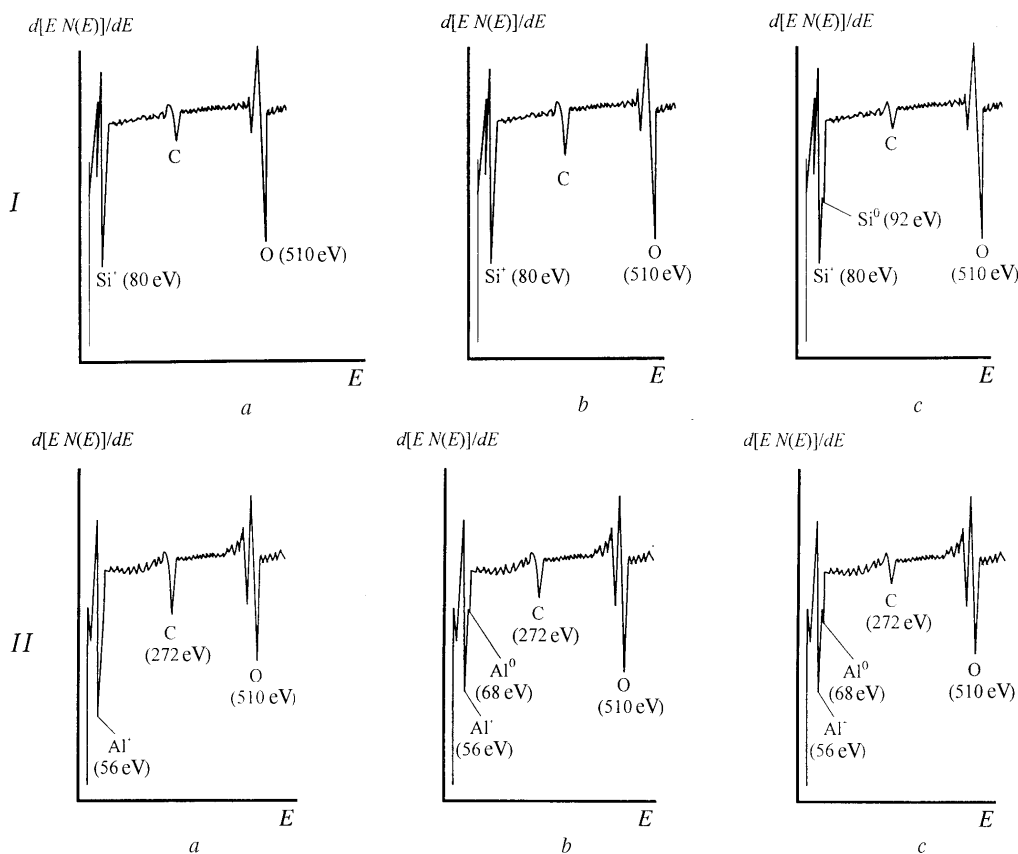 d[E N(E)]/dE
d[E N(E)]/dE
d[E N(E)]/dE
I
C
Si⁺ (80 eV)
O (510 eV)
E
a
C
Si⁺ (80 eV)
O
(510 eV)
E
b
C
Si⁰ (92 eV)
Si⁺ (80 eV)
O
(510 eV)
E
c
d[E N(E)]/dE
d[E N(E)]/dE
d[E N(E)]/dE
II
C
(272 eV)
O
(510 eV)
Al⁺
(56 eV)
E
a
C
(272 eV)
Al⁰
(68 eV)
O
(510 eV)
Al⁺
(56 eV)
E
b
C
(272 eV)
Al⁰
(68 eV)
O
(510 eV)
Al⁺
(56 eV)
E
c